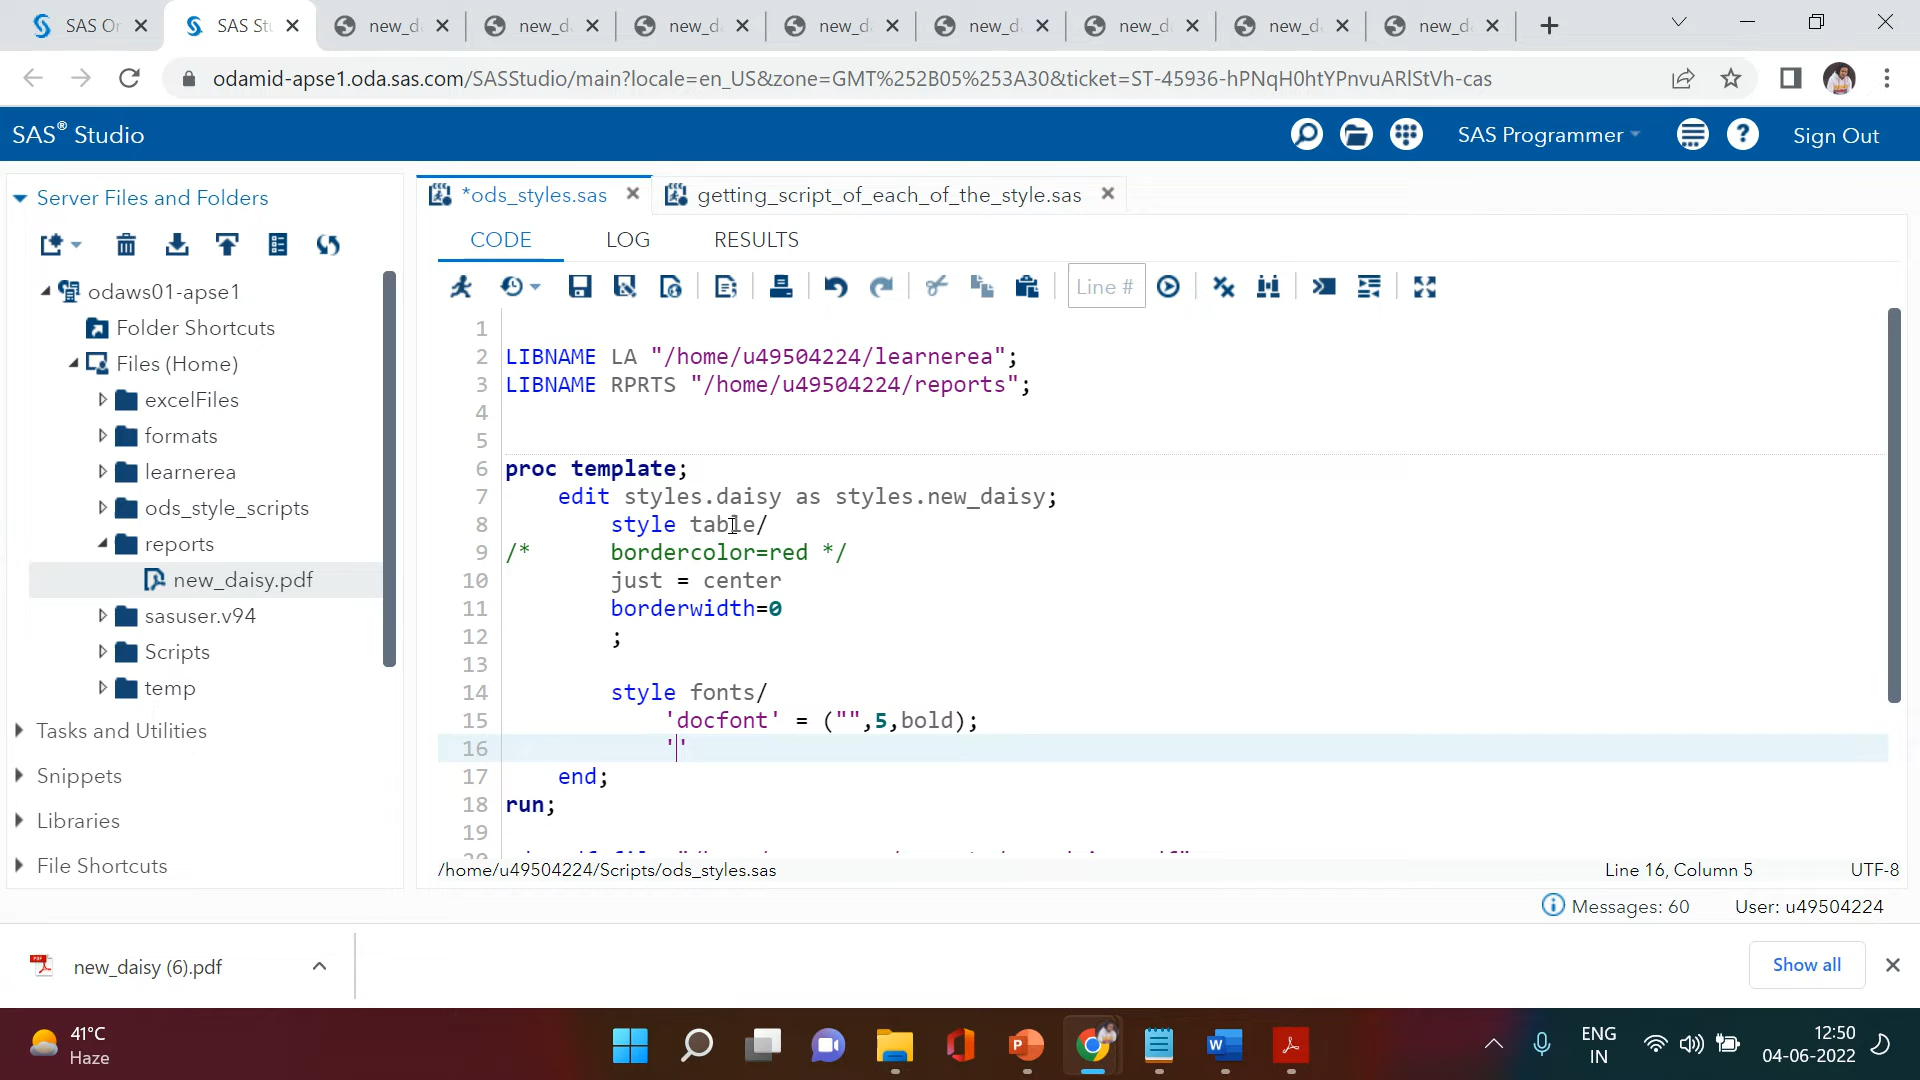 SAS Or
SAS Stu
new_d
new_d
new_d
new_d
new_d
new_d
new_d
new_d
odamid-apse1.oda.sas.com/SASStudio/main?locale=en_US&zone=GMT%252B05%253A30&ticket=ST-45936-hPNqH0htYPnvuARlStVh-cas
SAS® Studio
SAS Programmer
Sign Out
Server Files and Folders
odaws01-apse1
Folder Shortcuts
Files (Home)
excelFiles
formats
learnerea
ods_style_scripts
reports
new_daisy.pdf
sasuser.v94
Scripts
temp
Tasks and Utilities
Snippets
Libraries
File Shortcuts
*ods_styles.sas
getting_script_of_each_of_the_style.sas
CODE LOG RESULTS
Line #
1
2 LIBNAME LA "/home/u49504224/learnerea";
3 LIBNAME RPRTS "/home/u49504224/reports";
4
5
6 proc template;
7 edit styles.daisy as styles.new_daisy;
8 style table/
9 /* bordercolor=red */
10 just = center
11 borderwidth=0
12 ;
13
14 style fonts/
15 'docfont' = ("",5,bold);
16 ''
17 end;
18 run;
19
/home/u49504224/Scripts/ods_styles.sas
Line 16, Column 5
UTF-8
Messages: 60
User: u49504224
new_daisy (6).pdf
Show all
41°C
Haze
ENG
IN
12:50
04-06-2022